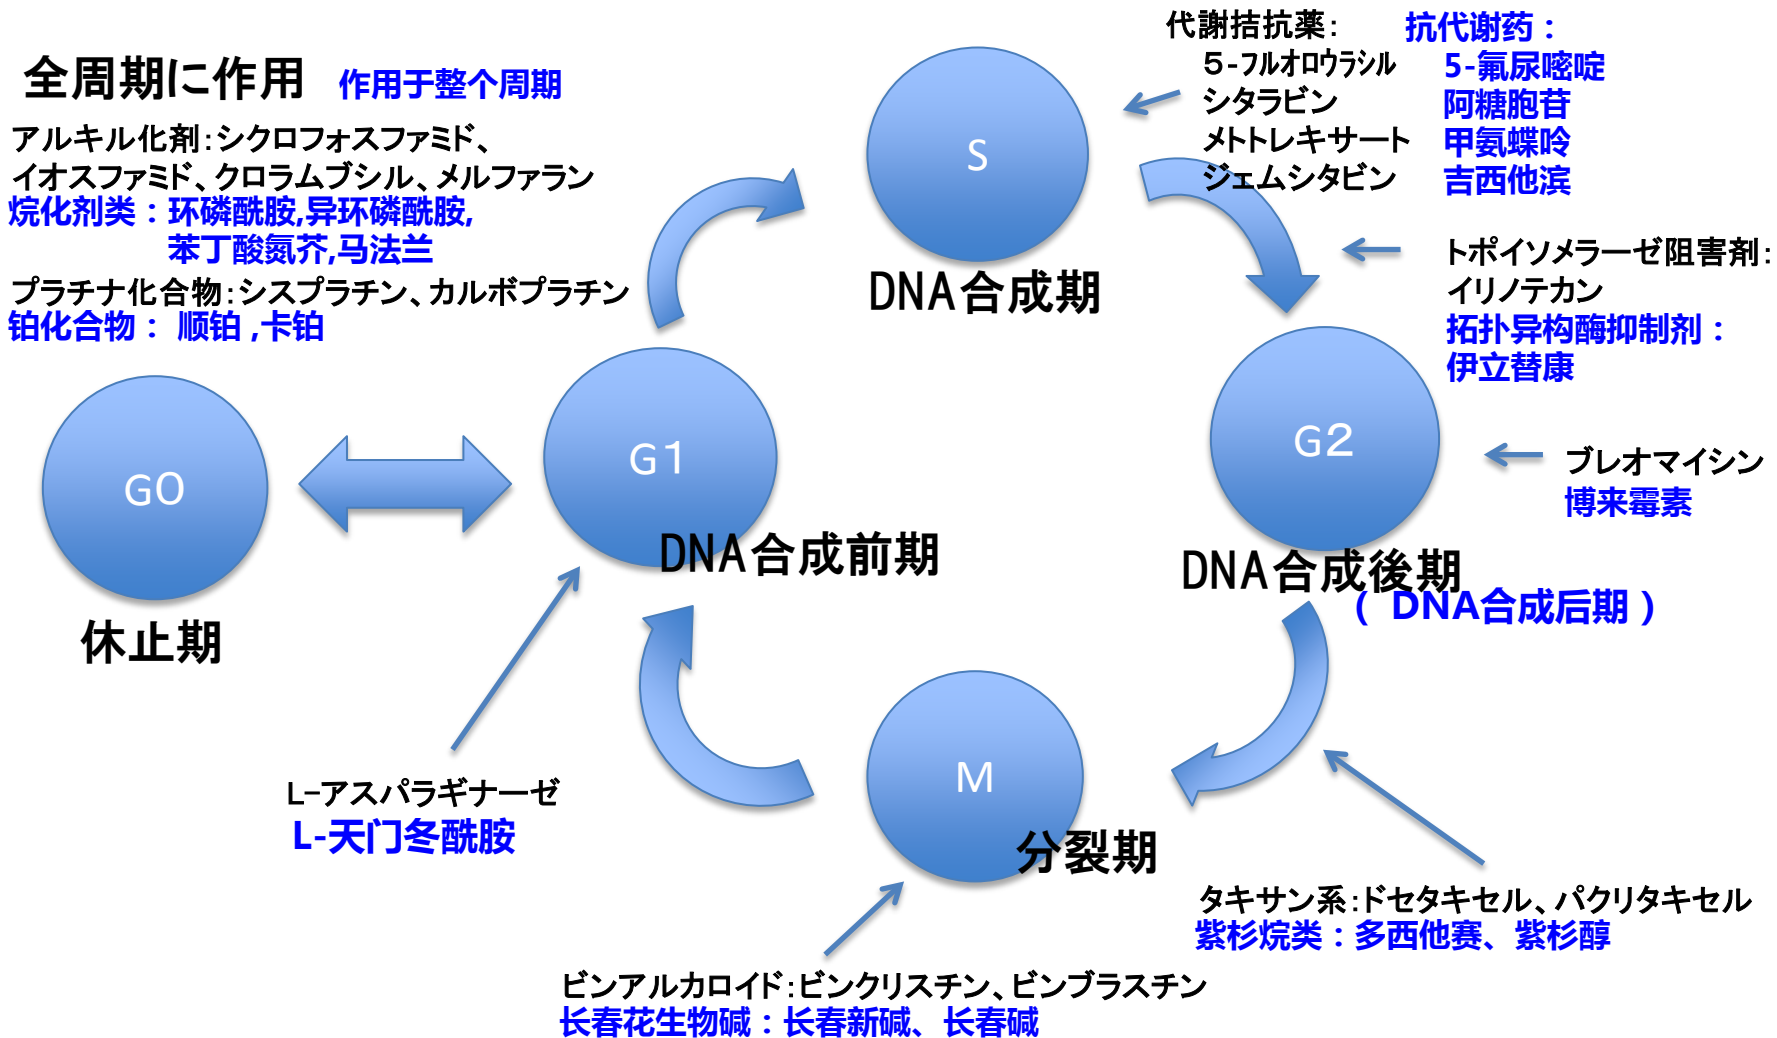 全周期に作用 作用于整个周期
アルキル化剤：シクロフォスファミド、
イオスファミド、クロラムブシル、メルファラン
烷化剂类：环磷酰胺,异环磷酰胺,
苯丁酸氮芥,马法兰
プラチナ化合物：シスプラチン、カルボプラチン
铂化合物： 顺铂 ,卡铂
代謝拮抗薬： 抗代谢药：
５-フルオロウラシル 5-氟尿嘧啶
シタラビン 阿糖胞苷
メトトレキサート 甲氨蝶呤
ジェムシタビン 吉西他滨
S
DNA合成期
トポイソメラーゼ阻害剤：
イリノテカン
拓扑异构酶抑制剂：
伊立替康
G0
休止期
G1
DNA合成前期
G2
DNA合成後期
( DNA合成后期 )
ブレオマイシン
博来霉素
L-アスパラギナーゼ
L-天门冬酰胺
M
分裂期
タキサン系：ドセタキセル、パクリタキセル
紫杉烷类：多西他赛、紫杉醇
ビンアルカロイド：ビンクリスチン、ビンブラスチン
长春花生物碱：长春新碱、长春碱